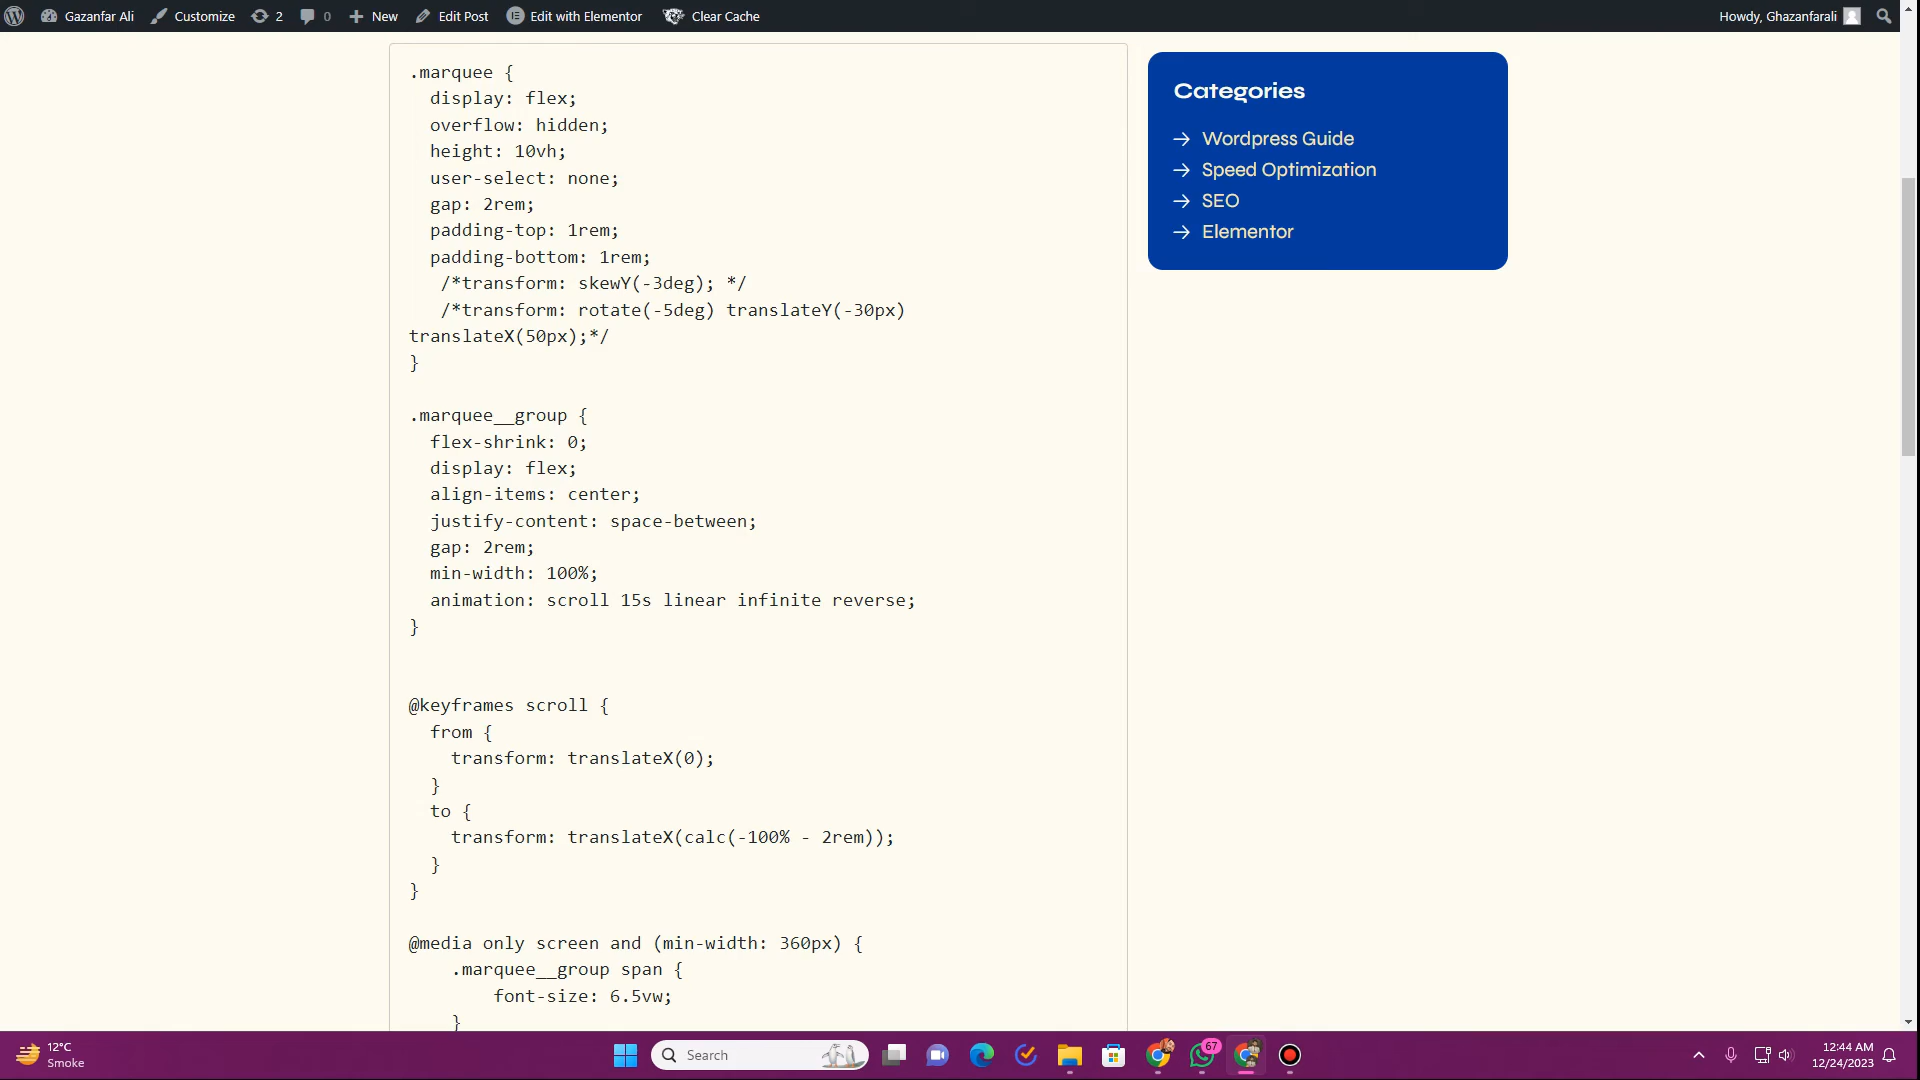 Gazanfar Ali Customize 2 0 New Edit Post Edit with Elementor Clear Cache Howdy, Ghazanfarali
.marquee {
  display: flex;
  overflow: hidden;
  height: 10vh;
  user-select: none;
  gap: 2rem;
  padding-top: 1rem;
  padding-bottom: 1rem;
   /*transform: skewY(-3deg); */
   /*transform: rotate(-5deg) translateY(-30px)
translateX(50px);*/
}
.marquee__group {
  flex-shrink: 0;
  display: flex;
  align-items: center;
  justify-content: space-between;
  gap: 2rem;
  min-width: 100%;
  animation: scroll 15s linear infinite reverse;
}
@keyframes scroll {
  from {
    transform: translateX(0);
  }
  to {
    transform: translateX(calc(-100% - 2rem));
  }
}
@media only screen and (min-width: 360px) {
    .marquee__group span {
        font-size: 6.5vw;
    }
Categories
→ Wordpress Guide
→ Speed Optimization
→ SEO
→ Elementor
12°C
Smoke
Search
67
12:44 AM
12/24/2023